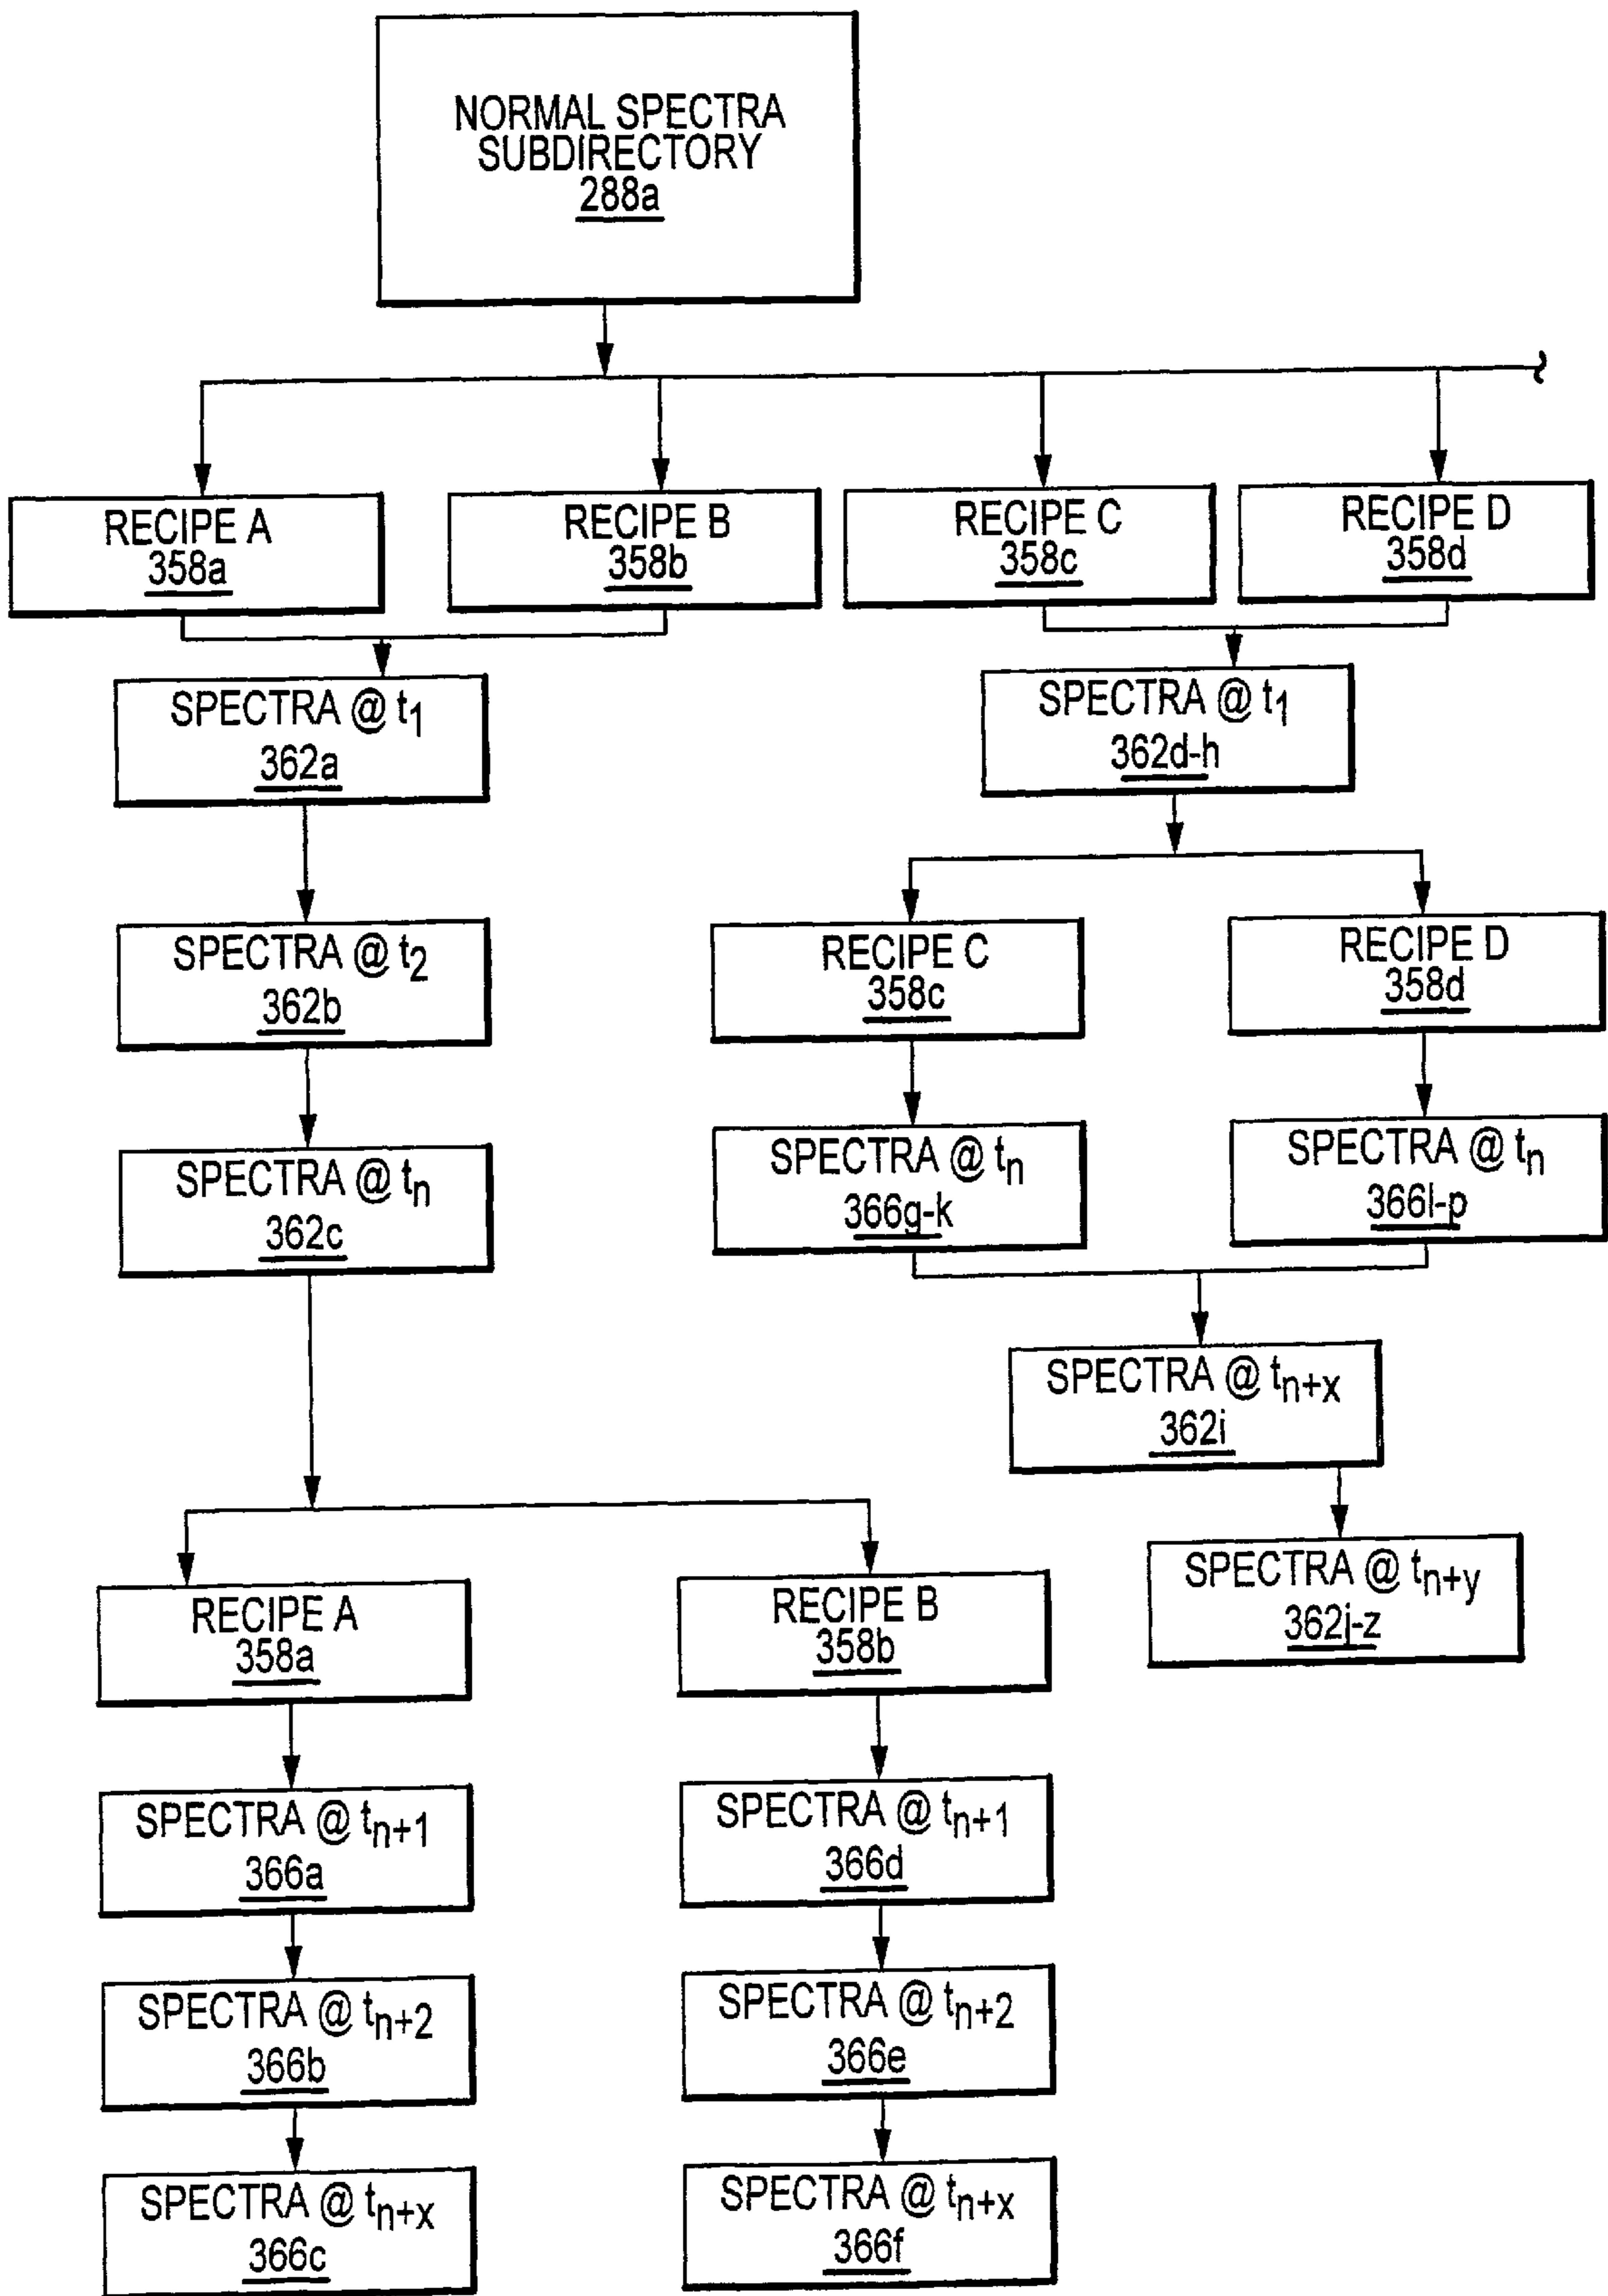 NORMAL SPECTRA
SUBDIRECTORY
288a
RECIPE A
358a
RECIPE B
358b
RECIPE C
358c
RECIPE D
358d
SPECTRA @ t1
362a
SPECTRA @ t1
362d-h
SPECTRA @ t2
362b
RECIPE C
358c
RECIPE D
358d
SPECTRA @ tn
362c
SPECTRA @ tn
366g-k
SPECTRA @ tn
366l-p
SPECTRA @ tn+x
362i
SPECTRA @ tn+y
362j-z
RECIPE A
358a
RECIPE B
358b
SPECTRA @ tn+1
366a
SPECTRA @ tn+1
366d
SPECTRA @ tn+2
366b
SPECTRA @ tn+2
366e
SPECTRA @ tn+x
366c
SPECTRA @ tn+x
366f